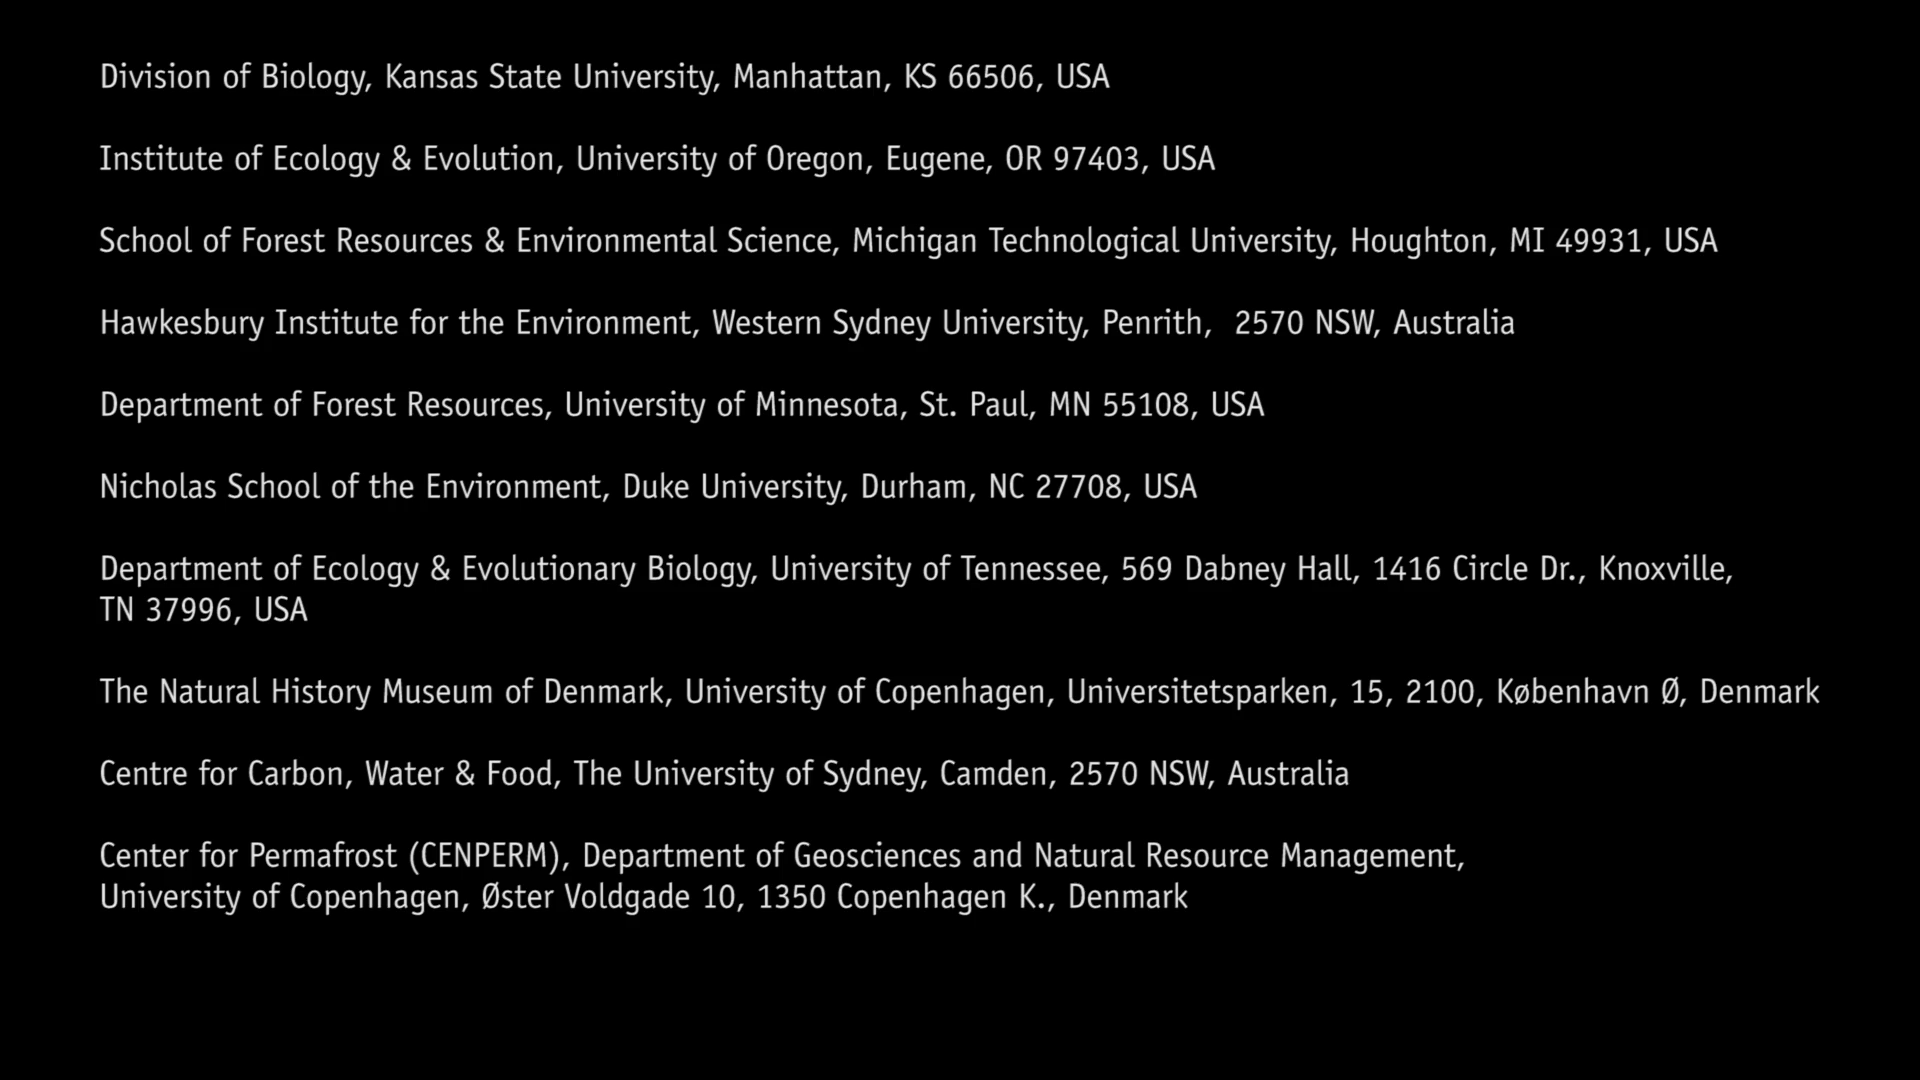 Division of Biology, Kansas State University, Manhattan, KS 66506, USA
Institute of Ecology & Evolution, University of Oregon, Eugene, OR 97403, USA
School of Forest Resources & Environmental Science, Michigan Technological University, Houghton, MI 49931, USA
Hawkesbury Institute for the Environment, Western Sydney University, Penrith,  2570 NSW, Australia
Department of Forest Resources, University of Minnesota, St. Paul, MN 55108, USA
Nicholas School of the Environment, Duke University, Durham, NC 27708, USA
Department of Ecology & Evolutionary Biology, University of Tennessee, 569 Dabney Hall, 1416 Circle Dr., Knoxville,
TN 37996, USA
The Natural History Museum of Denmark, University of Copenhagen, Universitetsparken, 15, 2100, København Ø, Denmark
Centre for Carbon, Water & Food, The University of Sydney, Camden, 2570 NSW, Australia
Center for Permafrost (CENPERM), Department of Geosciences and Natural Resource Management,
University of Copenhagen, Øster Voldgade 10, 1350 Copenhagen K., Denmark